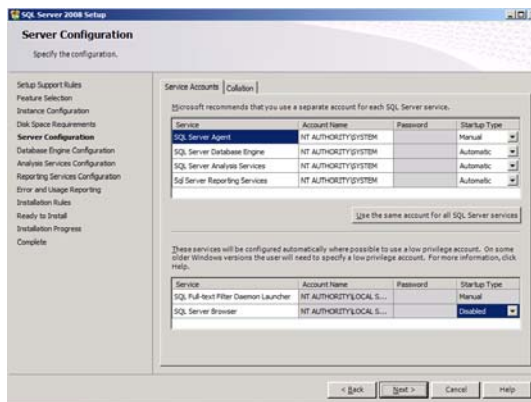 SQL Server 2008 Setup
Server Configuration
Specify the configuration.
Setup Support Rules
Feature Selection
Instance Configuration
Disk Space Requirements
Server Configuration
Database Engine Configuration
Analysis Services Configuration
Reporting Services Configuration
Error and Usage Reporting
Installation Rules
Ready to Install
Installation Progress
Complete
Service Accounts Collation
Microsoft recommends that you use a separate account for each SQL Server service.
Service Account Name Password Startup Type
SQL Server Agent NT AUTHORITY\SYSTEM Manual
SQL Server Database Engine NT AUTHORITY\SYSTEM Automatic
SQL Server Analysis Services NT AUTHORITY\SYSTEM Automatic
Sql Server Reporting Services NT AUTHORITY\SYSTEM Automatic
Use the same account for all SQL Server services
These services will be configured automatically where possible to use a low privilege account. On some
older Windows versions the user will need to specify a low privilege account. For more information, click
Help.
Service Account Name Password Startup Type
SQL Full-text Filter Daemon Launcher NT AUTHORITY\LOCAL S... Manual
SQL Server Browser NT AUTHORITY\LOCAL S... Disabled
< Back Next > Cancel Help